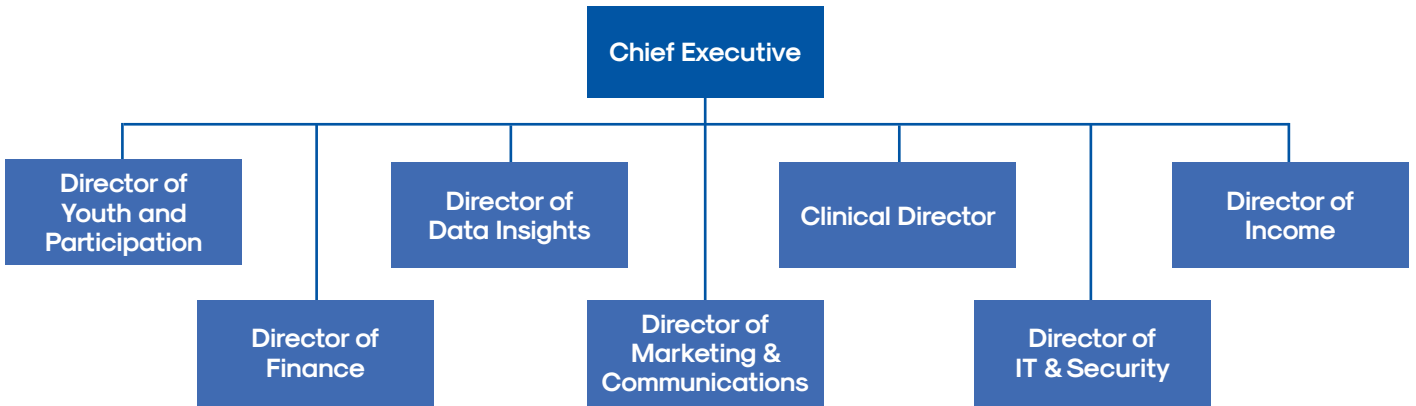 Chief Executive
Director of
Youth and
Participation
Director of
Data Insights
Clinical Director
Director of
Income
Director of
Finance
Director of
Marketing &
Communications
Director of
IT & Security